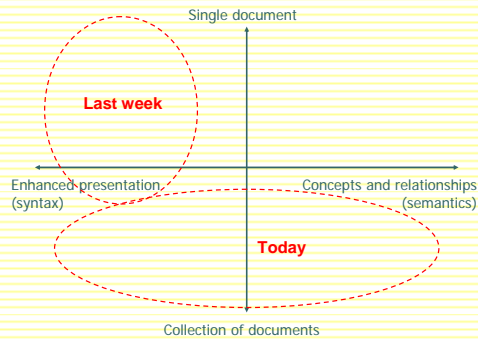 Single document
Last week
Enhanced presentation
(syntax)
Concepts and relationships
(semantics)
Today
Collection of documents